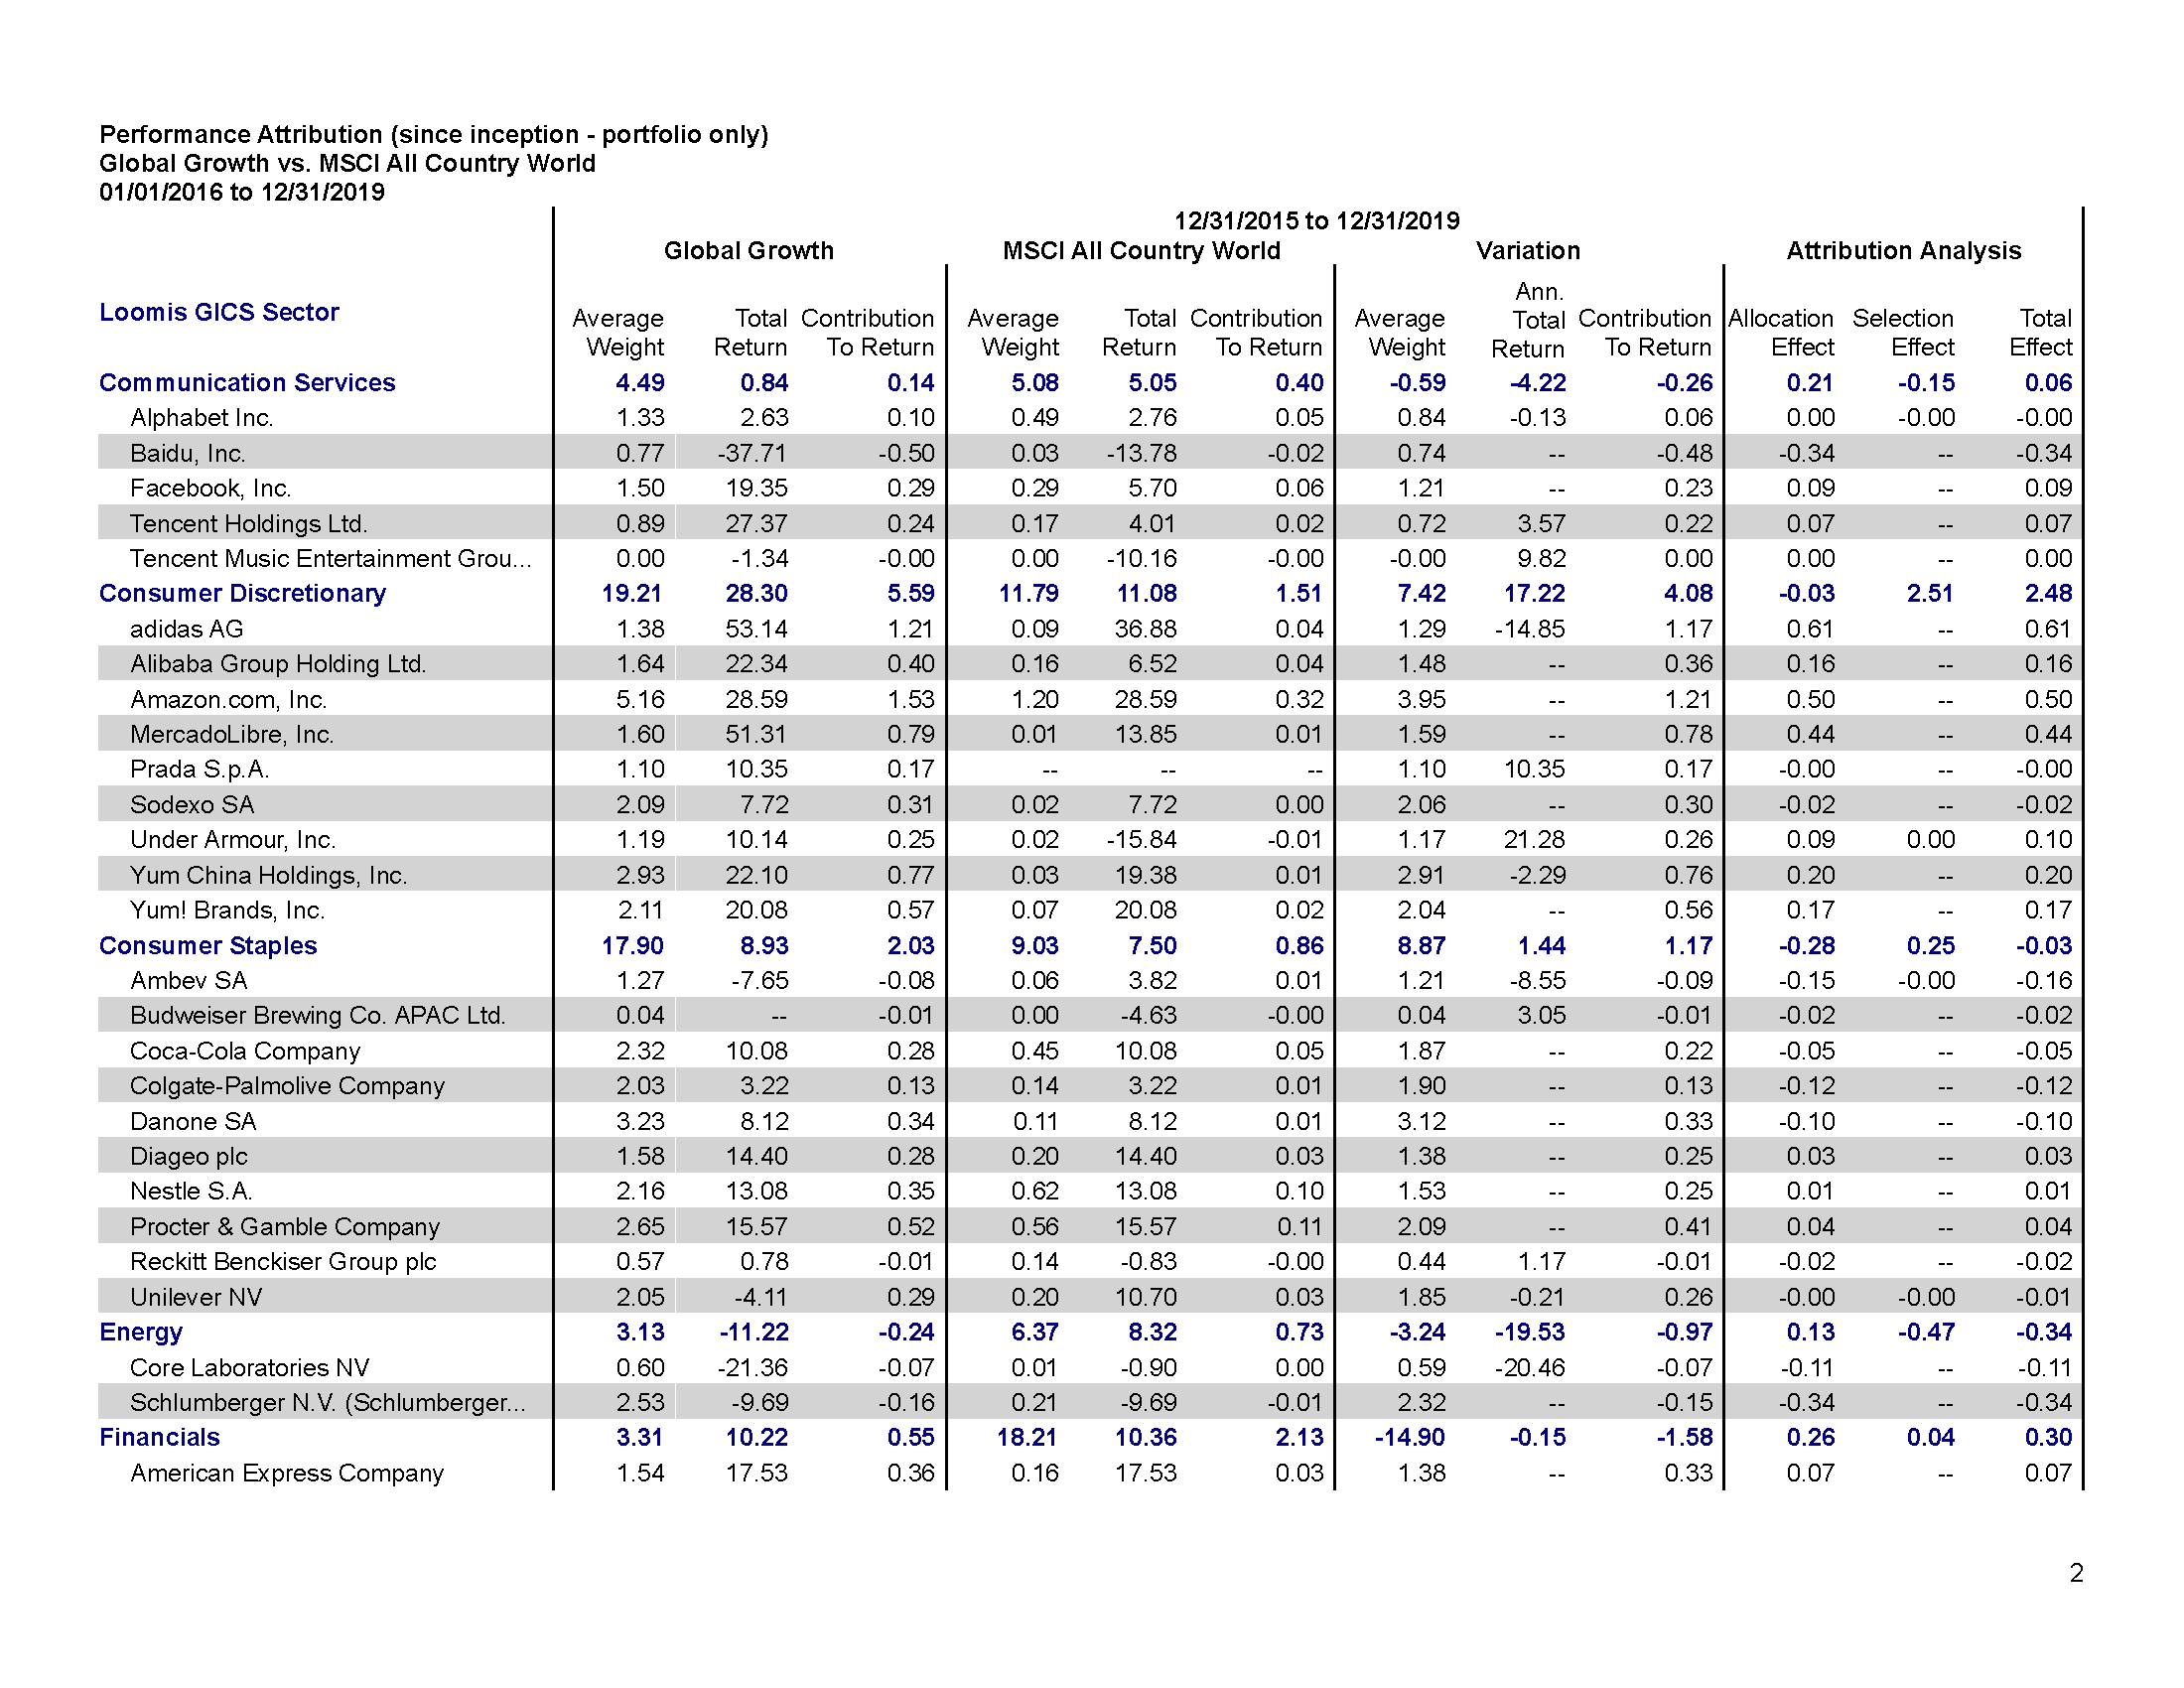 Performance Attribution (since inception - portfolio only)
Global Growth vs. MSCI All Country World
01/01/2016 to 12/31/2019
12/31/2015 to 12/31/2019
Global Growth MSCI All Country World Variation Attribution Analysis
Loomis GICS Sector Average Weight Total Return Contribution To Return Average Weight Total Return Contribution To Return Average Weight Ann. Total Return Contribution To Return Allocation Effect Selection Effect Total Effect
Communication Services 4.49 0.84 0.14 5.08 5.05 0.40 -0.59 -4.22 -0.26 0.21 -0.15 0.06
Alphabet Inc. 1.33 2.63 0.10 0.49 2.76 0.05 0.84 -0.13 0.06 0.00 -0.00 -0.00
Baidu, Inc. 0.77 -37.71 -0.50 0.03 -13.78 -0.02 0.74 -- -0.48 -0.34 -- -0.34
Facebook, Inc. 1.50 19.35 0.29 0.29 5.70 0.06 1.21 -- 0.23 0.09 -- 0.09
Tencent Holdings Ltd. 0.89 27.37 0.24 0.17 4.01 0.02 0.72 3.57 0.22 0.07 -- 0.07
Tencent Music Entertainment Grou... 0.00 -1.34 -0.00 0.00 -10.16 -0.00 -0.00 9.82 0.00 0.00 -- 0.00
Consumer Discretionary 19.21 28.30 5.59 11.79 11.08 1.51 7.42 17.22 4.08 -0.03 2.51 2.48
adidas AG 1.38 53.14 1.21 0.09 36.88 0.04 1.29 -14.85 1.17 0.61 -- 0.61
Alibaba Group Holding Ltd. 1.64 22.34 0.40 0.16 6.52 0.04 1.48 -- 0.36 0.16 -- 0.16
Amazon.com, Inc. 5.16 28.59 1.53 1.20 28.59 0.32 3.95 -- 1.21 0.50 -- 0.50
MercadoLibre, Inc. 1.60 51.31 0.79 0.01 13.85 0.01 1.59 -- 0.78 0.44 -- 0.44
Prada S.p.A. 1.10 10.35 0.17 -- -- -- 1.10 10.35 0.17 -0.00 -- -0.00
Sodexo SA 2.09 7.72 0.31 0.02 7.72 0.00 2.06 -- 0.30 -0.02 -- -0.02
Under Armour, Inc. 1.19 10.14 0.25 0.02 -15.84 -0.01 1.17 21.28 0.26 0.09 0.00 0.10
Yum China Holdings, Inc. 2.93 22.10 0.77 0.03 19.38 0.01 2.91 -2.29 0.76 0.20 -- 0.20
Yum! Brands, Inc. 2.11 20.08 0.57 0.07 20.08 0.02 2.04 -- 0.56 0.17 -- 0.17
Consumer Staples 17.90 8.93 2.03 9.03 7.50 0.86 8.87 1.44 1.17 -0.28 0.25 -0.03
Ambev SA 1.27 -7.65 -0.08 0.06 3.82 0.01 1.21 -8.55 -0.09 -0.15 -0.00 -0.16
Budweiser Brewing Co. APAC Ltd. 0.04 -- -0.01 0.00 -4.63 -0.00 0.04 3.05 -0.01 -0.02 -- -0.02
Coca-Cola Company 2.32 10.08 0.28 0.45 10.08 0.05 1.87 -- 0.22 -0.05 -- -0.05
Colgate-Palmolive Company 2.03 3.22 0.13 0.14 3.22 0.01 1.90 -- 0.13 -0.12 -- -0.12
Danone SA 3.23 8.12 0.34 0.11 8.12 0.01 3.12 -- 0.33 -0.10 -- -0.10
Diageo plc 1.58 14.40 0.28 0.20 14.40 0.03 1.38 -- 0.25 0.03 -- 0.03
Nestle S.A. 2.16 13.08 0.35 0.62 13.08 0.10 1.53 -- 0.25 0.01 -- 0.01
Procter & Gamble Company 2.65 15.57 0.52 0.56 15.57 0.11 2.09 -- 0.41 0.04 -- 0.04
Reckitt Benckiser Group plc 0.57 0.78 -0.01 0.14 -0.83 -0.00 0.44 1.17 -0.01 -0.02 -- -0.02
Unilever NV 2.05 -4.11 0.29 0.20 10.70 0.03 1.85 -0.21 0.26 -0.00 -0.00 -0.01
Energy 3.13 -11.22 -0.24 6.37 8.32 0.73 -3.24 -19.53 -0.97 0.13 -0.47 -0.34
Core Laboratories NV 0.60 -21.36 -0.07 0.01 -0.90 0.00 0.59 -20.46 -0.07 -0.11 -- -0.11
Schlumberger N.V. (Schlumberger... 2.53 -9.69 -0.16 0.21 -9.69 -0.01 2.32 -- -0.15 -0.34 -- -0.34
Financials 3.31 10.22 0.55 18.21 10.36 2.13 -14.90 -0.15 -1.58 0.26 0.04 0.30
American Express Company 1.54 17.53 0.36 0.16 17.53 0.03 1.38 -- 0.33 0.07 -- 0.07
2